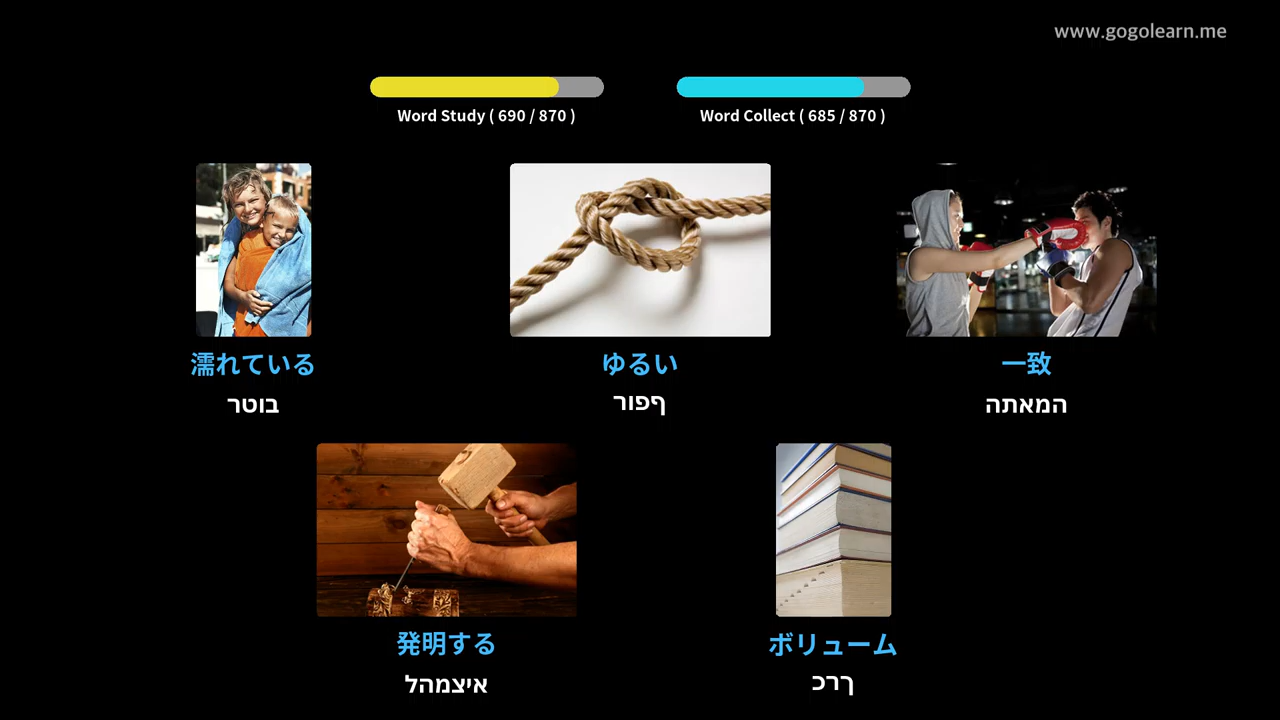 www.gogolearn.me
Word Study ( 690 / 870 )
Word Collect ( 685 / 870 )
濡れている
בוטר
ゆるい
ףפור
一致
המאתה
発明する
איצמהל
ボリューム
ךרכ